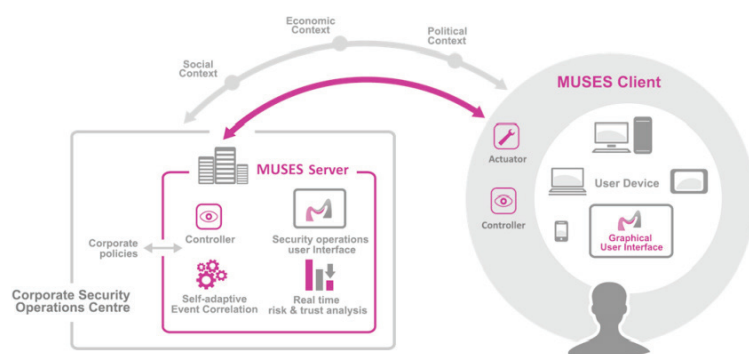 Economic
Context
Political
Context
Social
Context
MUSES Client
Actuator
User Device
Controller
Graphical
User Interface
MUSES Server
Controller
Security operations
user Interface
Corporate
policies
Self-adaptive
Event Correlation
Real time
risk & trust analysis
Corporate Security
Operations Centre